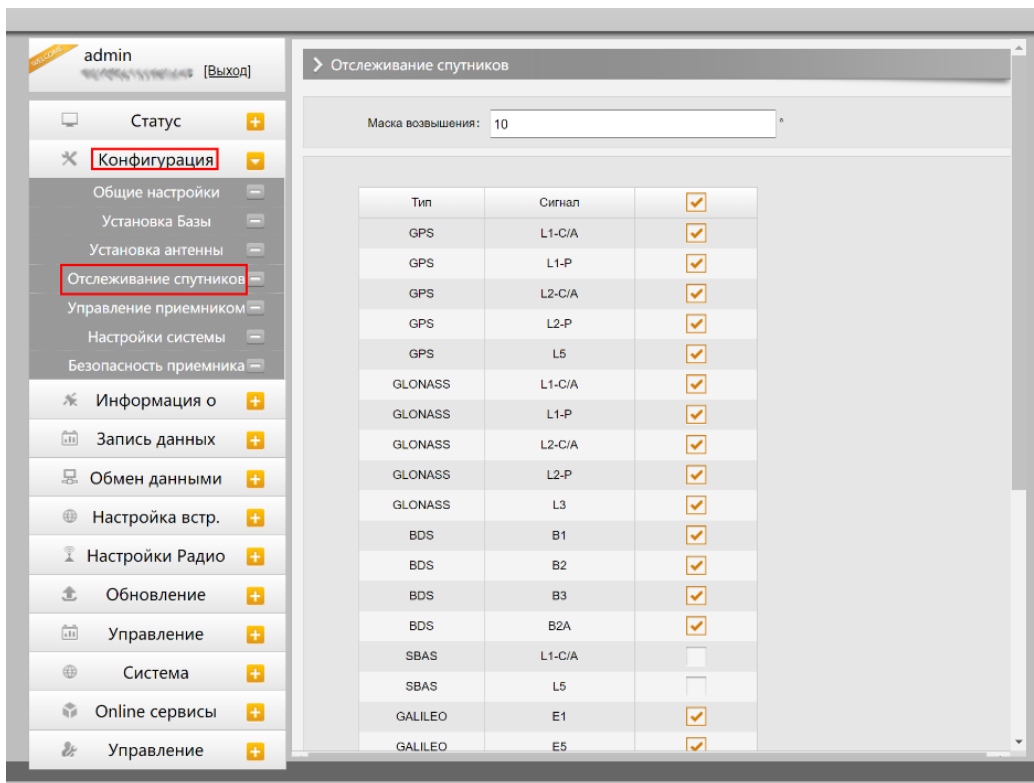 WELCOME
admin
[Выход]
Статус
Конфигурация
Общие настройки
Установка Базы
Установка антенны
Отслеживание спутников
Управление приемником
Настройки системы
Безопасность приемника
Информация о
Запись данных
Обмен данными
Настройка встр.
Настройки Радио
Обновление
Управление
Система
Online сервисы
Управление
Отслеживание спутников
Маска возвышения: 10 °
Тип Сигнал
GPS L1-C/A
GPS L1-P
GPS L2-C/A
GPS L2-P
GPS L5
GLONASS L1-C/A
GLONASS L1-P
GLONASS L2-C/A
GLONASS L2-P
GLONASS L3
BDS B1
BDS B2
BDS B3
BDS B2A
SBAS L1-C/A
SBAS L5
GALILEO E1
GALILEO E5